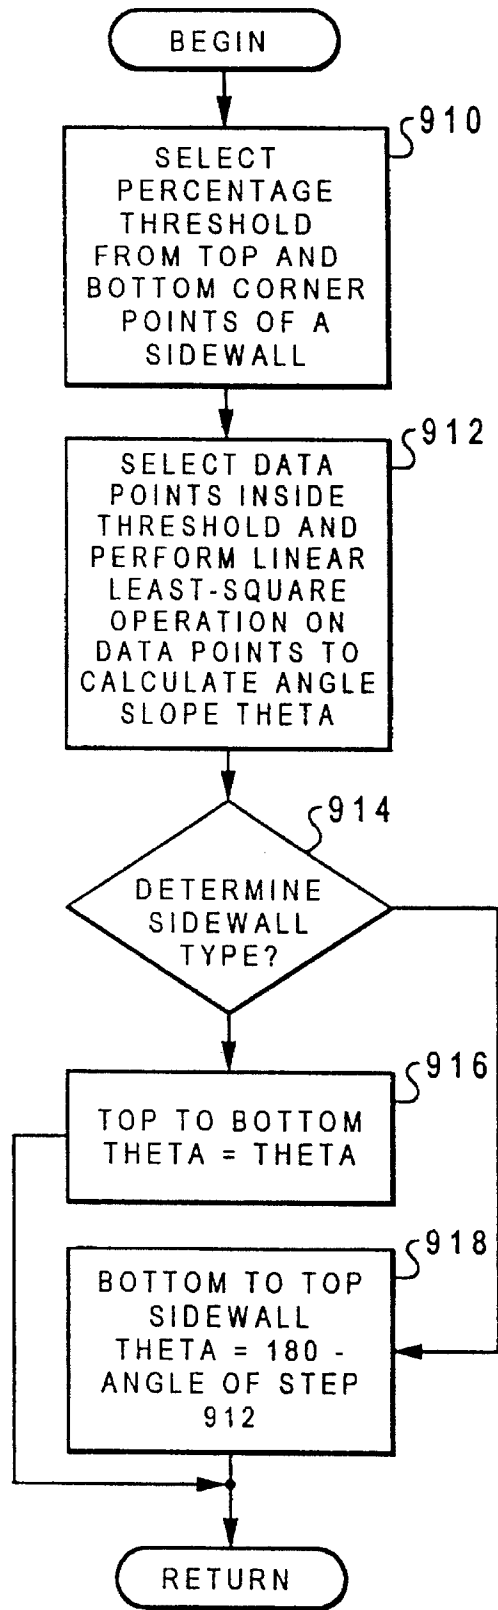 BEGIN
910
SELECT
PERCENTAGE
THRESHOLD
FROM TOP AND
BOTTOM CORNER
POINTS OF A
SIDEWALL
912
SELECT DATA
POINTS INSIDE
THRESHOLD AND
PERFORM LINEAR
LEAST-SQUARE
OPERATION ON
DATA POINTS TO
CALCULATE ANGLE
SLOPE THETA
914
DETERMINE
SIDEWALL
TYPE?
916
TOP TO BOTTOM
THETA = THETA
918
BOTTOM TO TOP
SIDEWALL
THETA = 180 -
ANGLE OF STEP
912
RETURN